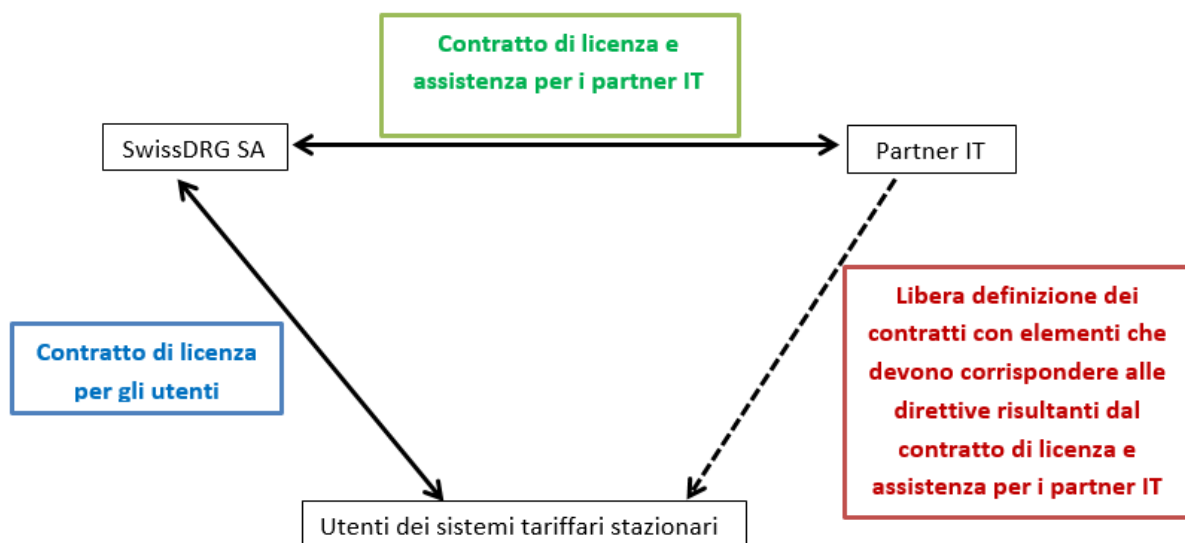 Contratto di licenza e
assistenza per i partner IT
SwissDRG SA
Partner IT
Contratto di licenza
per gli utenti
Libera definizione dei
contratti con elementi che
devono corrispondere alle
direttive risultanti dal
contratto di licenza e
assistenza per i partner IT
Utenti dei sistemi tariffari stazionari